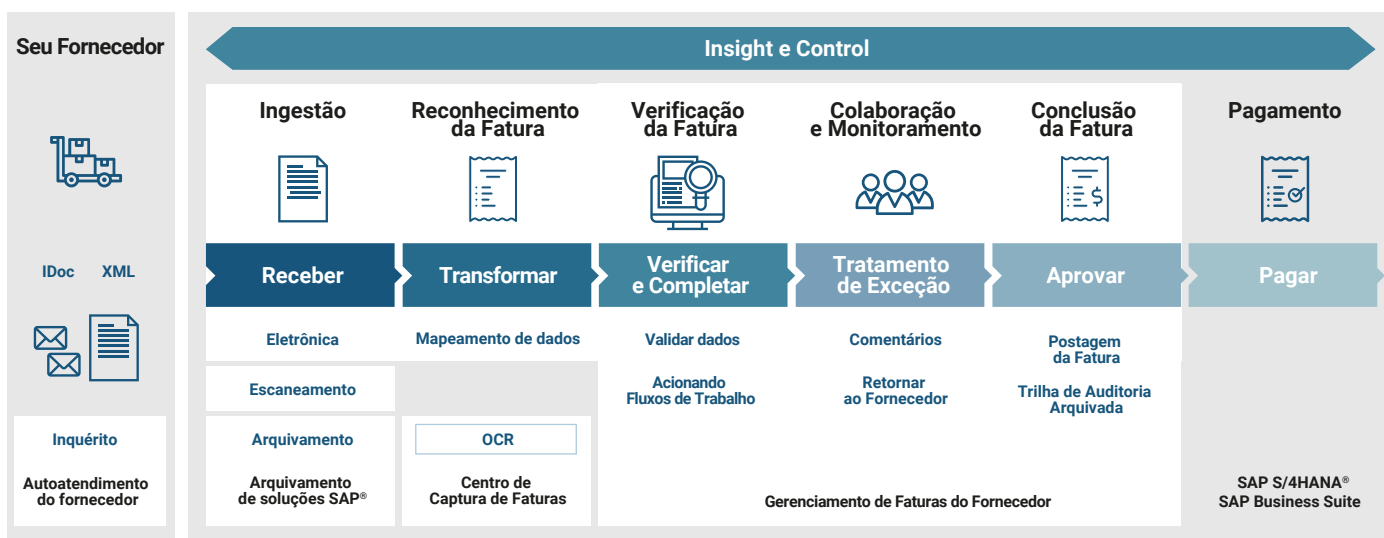 Seu Fornecedor
IDoc XML
Inquérito
Autoatendimento
do fornecedor
Insight e Control
Ingestão
Reconhecimento
da Fatura
Verificação
da Fatura
Colaboração
e Monitoramento
Conclusão
da Fatura
Pagamento
Receber
Transformar
Verificar
e Completar
Tratamento
de Exceção
Aprovar
Pagar
Eletrônica
Escaneamento
Arquivamento
Arquivamento
de soluções SAP®
Mapeamento de dados
OCR
Centro de
Captura de Faturas
Validar dados
Acionando
Fluxos de Trabalho
Comentários
Retornar
ao Fornecedor
Postagem
da Fatura
Trilha de Auditoria
Arquivada
Gerenciamento de Faturas do Fornecedor
SAP S/4HANA®
SAP Business Suite